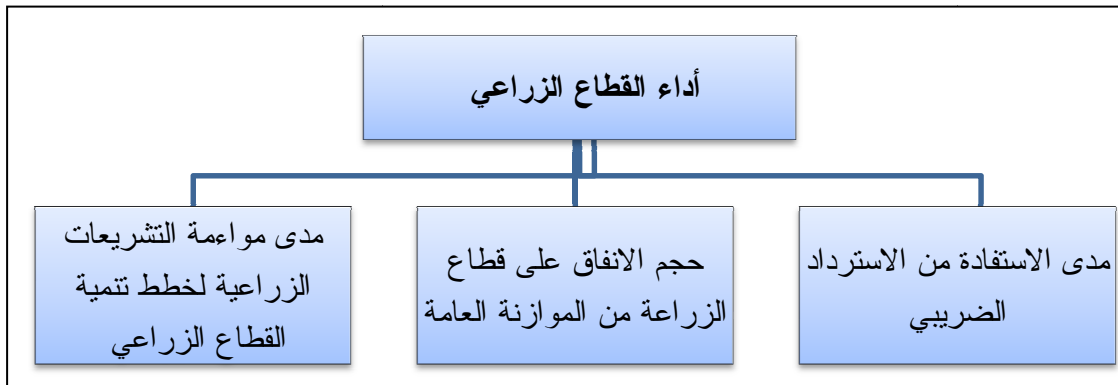 أداء القطاع الزراعي
مدى الاستفادة من الاسترداد
الضريبي
حجم الانفاق على قطاع
الزراعة من الموازنة العامة
مدى مواءمة التشريعات
الزراعية لخطط تنمية
القطاع الزراعي